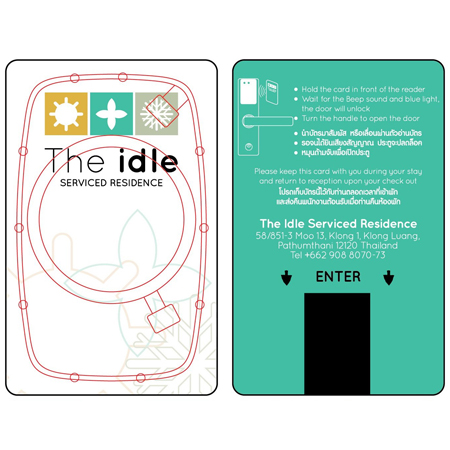 The idle
SERVICED RESIDENCE
Hold the card in front of the reader
Wait for the Beep sound and blue light,
the door will unlock
Turn the handle to open the door
นำบัตรมาสัมผัส หรือเลื่อนผ่านตัวอ่านบัตร
รอจนได้ยินเสียงสัญญาณ ประตูจะปลดล็อค
หมุนด้ามจับเพื่อเปิดประตู
Please keep this card with you during your stay
and return to reception upon your check out
โปรดเก็บบัตรนี้ไว้กับท่านตลอดเวลาที่เข้าพัก
และส่งคืนพนักงานต้อนรับเมื่อท่านคืนห้องพัก
The Idle Serviced Residence
58/851-3 Moo 13, Klong 1, Klong Luang,
Pathumthani 12120 Thailand
Tel +662 908 8070-73
ENTER